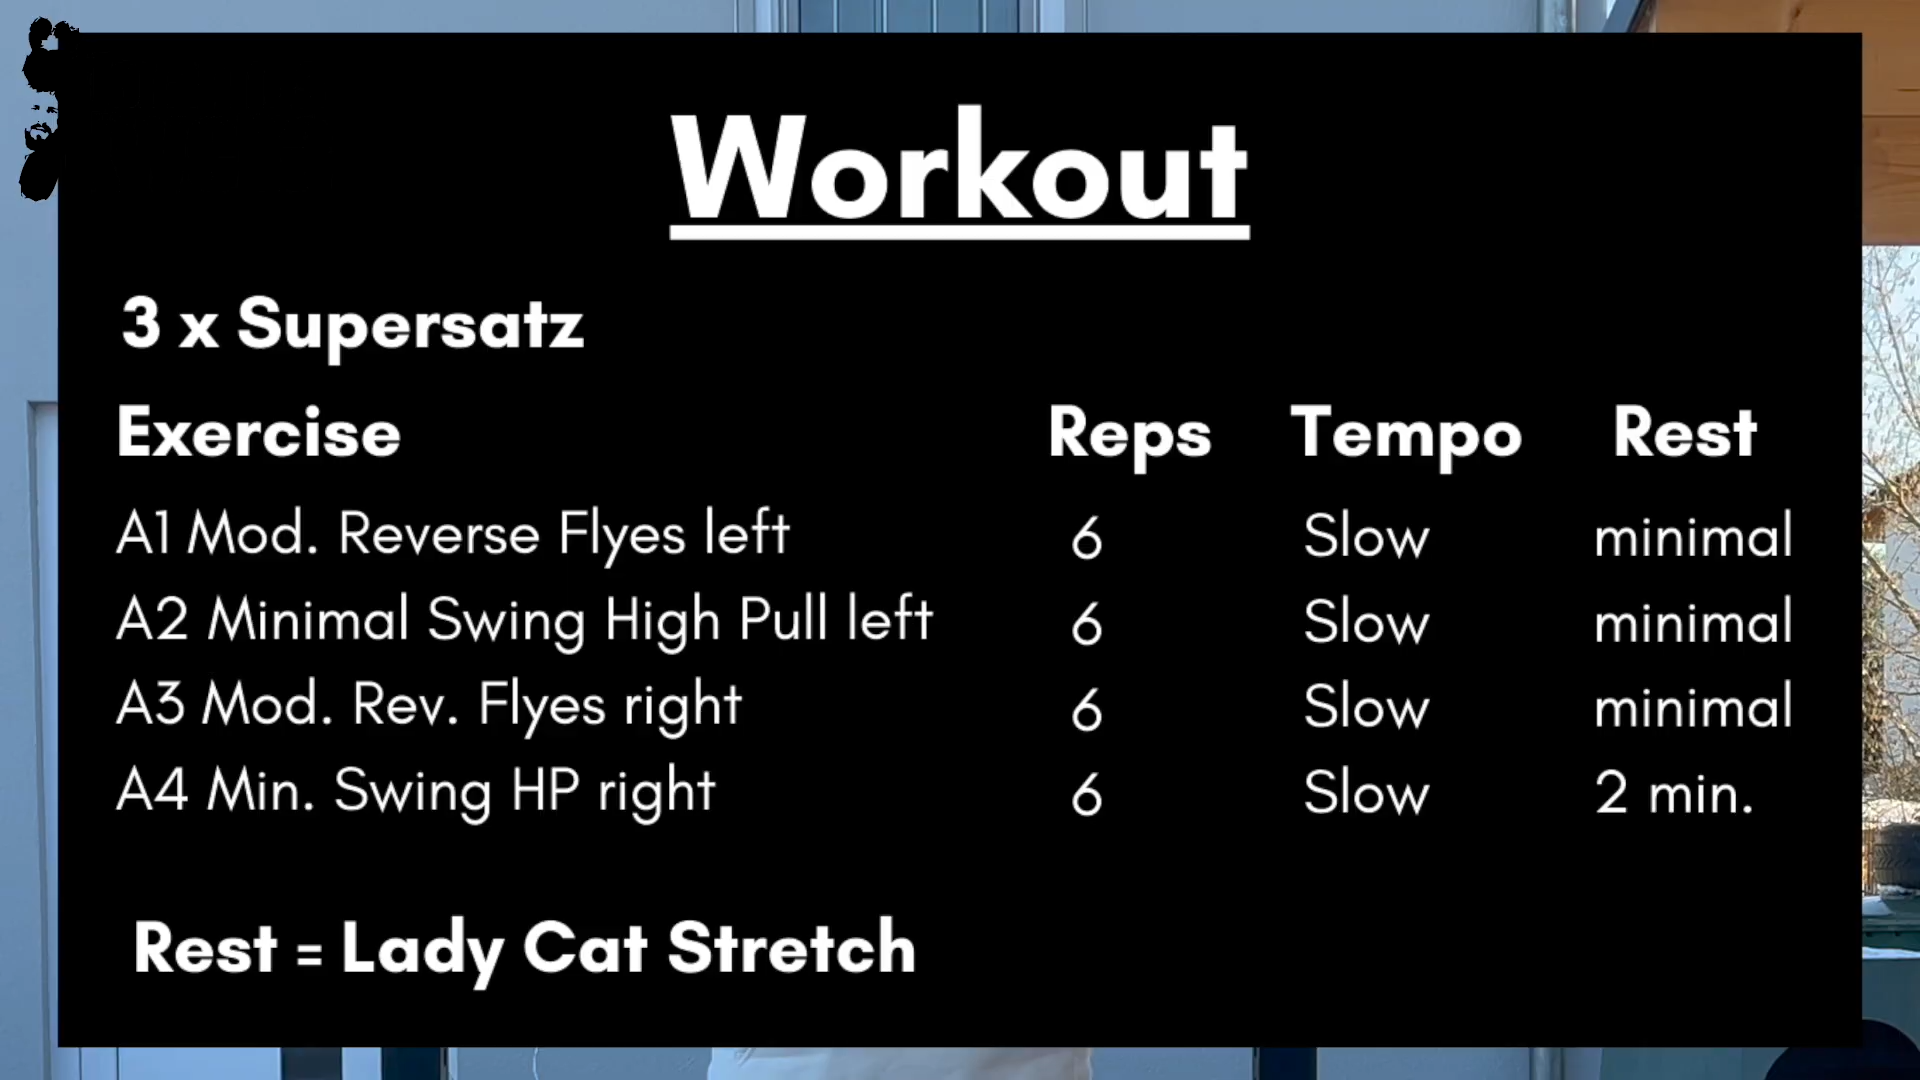 Workout
3 x Supersatz
Exercise Reps Tempo Rest
A1 Mod. Reverse Flyes left 6 Slow minimal
A2 Minimal Swing High Pull left 6 Slow minimal
A3 Mod. Rev. Flyes right 6 Slow minimal
A4 Min. Swing HP right 6 Slow 2 min.
Rest = Lady Cat Stretch